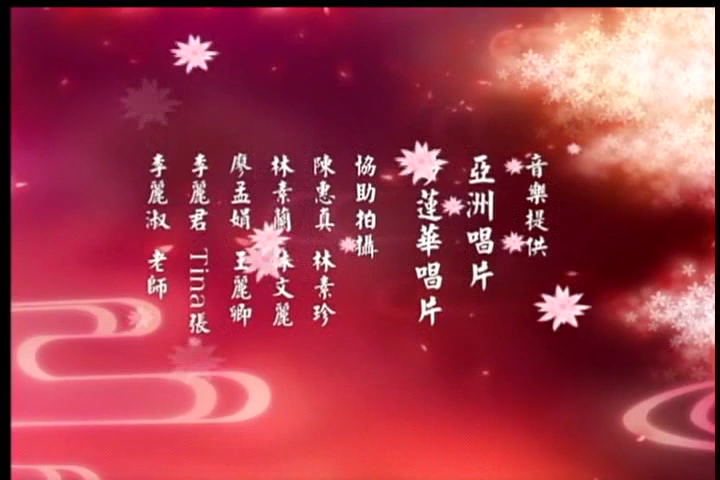 音樂提供
亞洲唱片
蓮華唱片
協助拍攝
陳惠真 林素珍
林素蘭 文麗
廖孟娟 王麗卿
李麗君 Tina張
李麗淑 老師